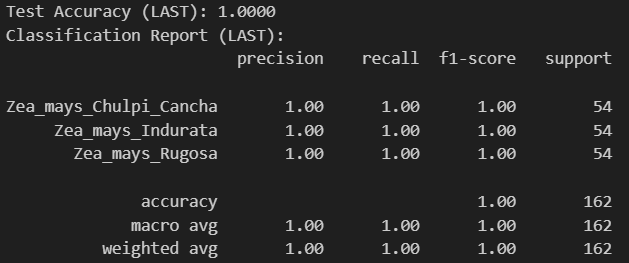 Test Accuracy (LAST): 1.0000
Classification Report (LAST):
precision recall f1-score support
Zea_mays_Chulpi_Cancha 1.00 1.00 1.00 54
Zea_mays_Indurata 1.00 1.00 1.00 54
Zea_mays_Rugosa 1.00 1.00 1.00 54
accuracy 1.00 162
macro avg 1.00 1.00 1.00 162
weighted avg 1.00 1.00 1.00 162